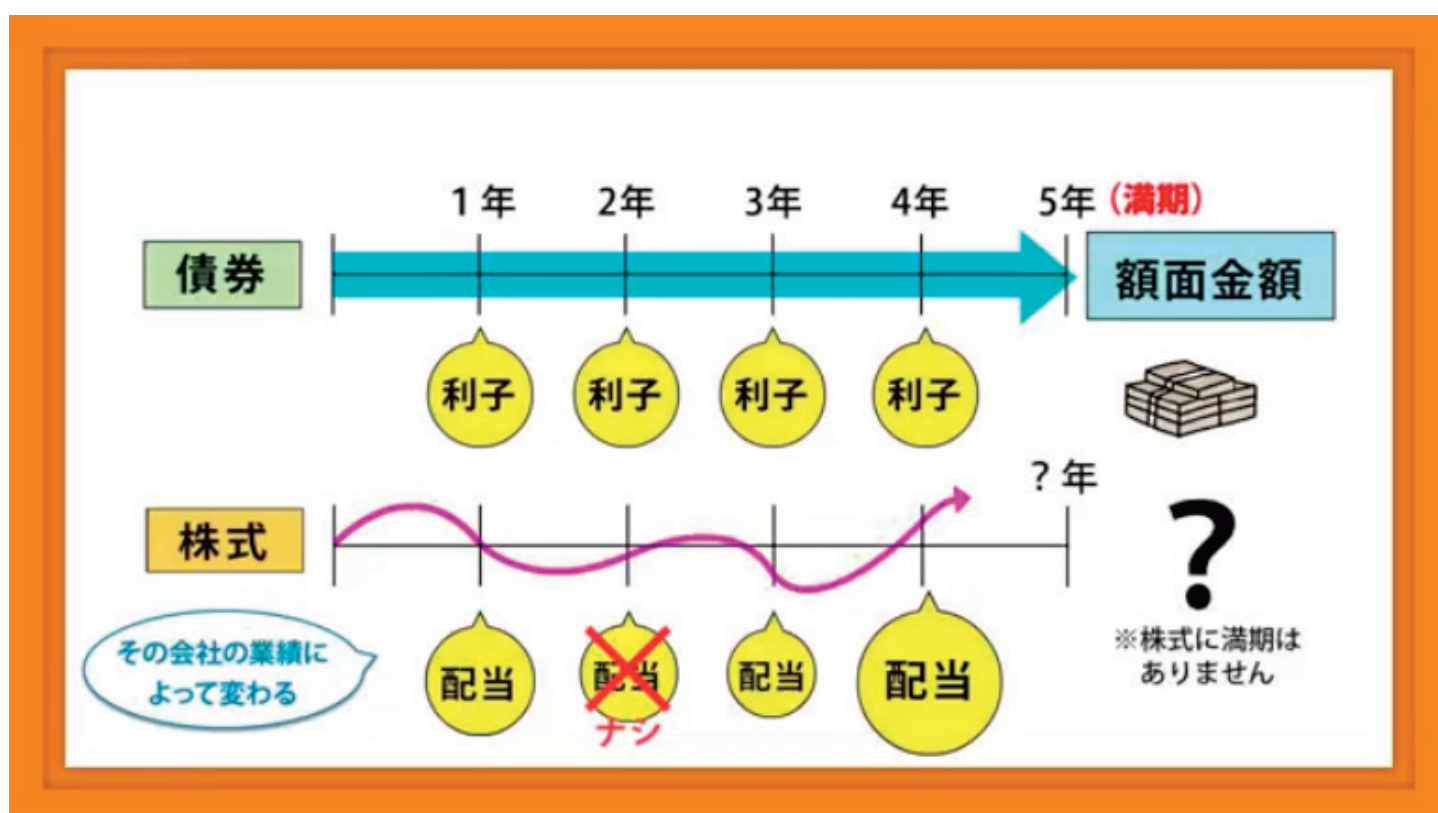 1年 2年 3年 4年 5年(満期)
債券
額面金額
利子 利子 利子 利子
?年
株式
?
その会社の業績に
よって変わる
配当 配当 配当 配当
ナシ
※株式に満期は
ありません